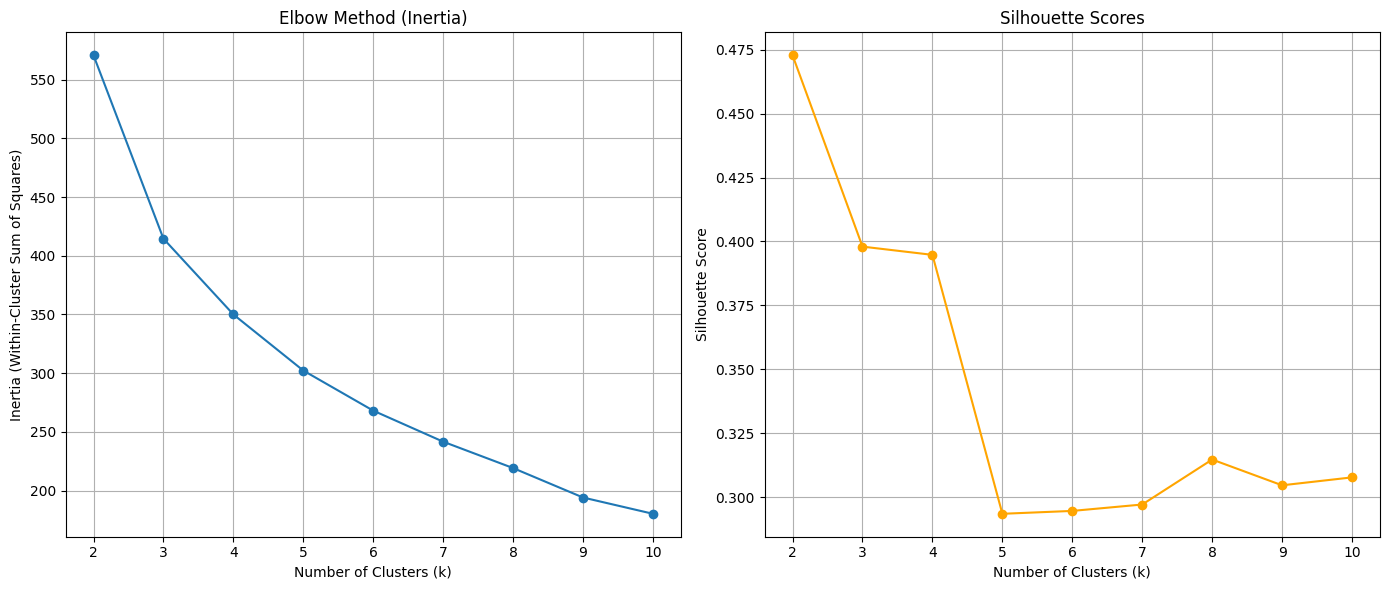 Elbow Method (Inertia)
Inertia (Within-Cluster Sum of Squares)
550
500
450
400
350
300
250
200
2 3 4 5 6 7 8 9 10
Number of Clusters (k)
Silhouette Scores
Silhouette Score
0.475
0.450
0.425
0.400
0.375
0.350
0.325
0.300
2 3 4 5 6 7 8 9 10
Number of Clusters (k)